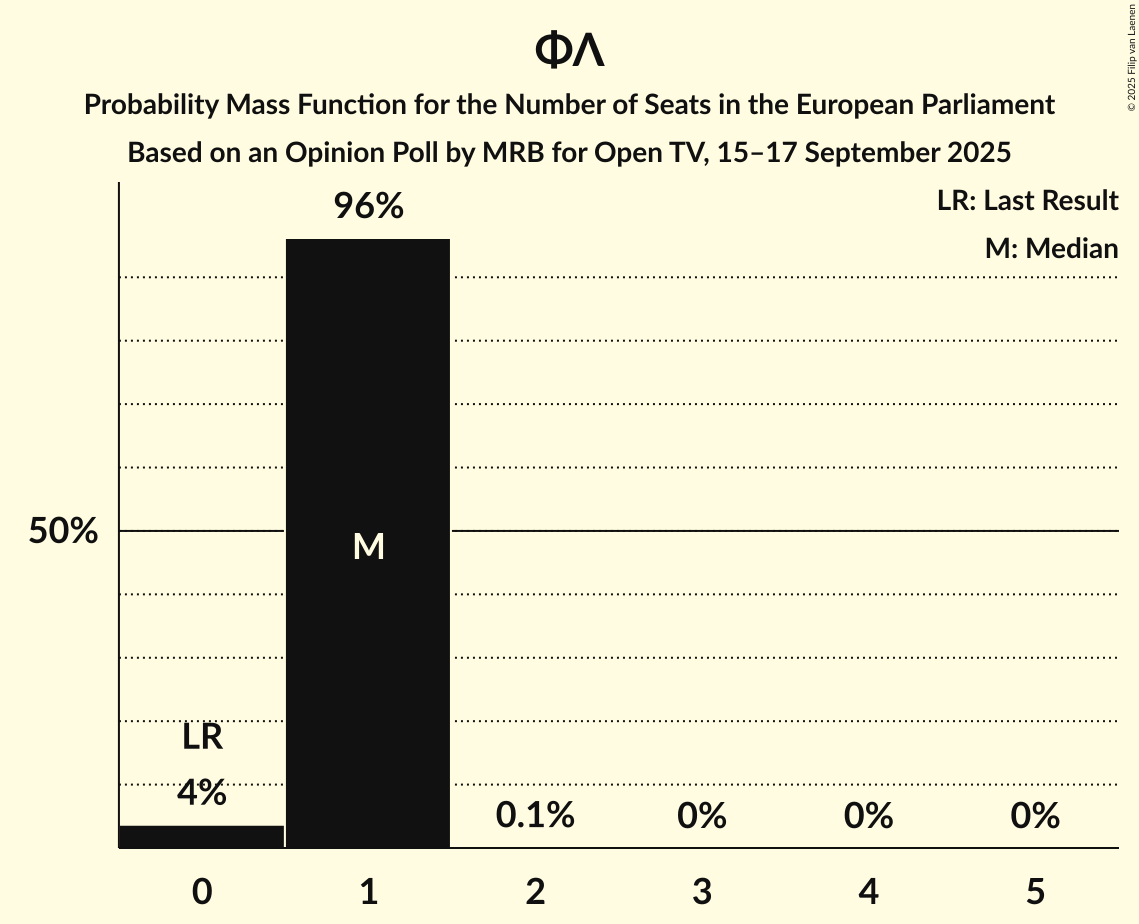 ΦΛ
Probability Mass Function for the Number of Seats in the European Parliament
Based on an Opinion Poll by MRB for Open TV, 15–17 September 2025
© 2025 Filip van Laenen
LR: Last Result
M: Median
96%
50%
M
LR
4%
0.1%
0%
0%
0%
0
1
2
3
4
5